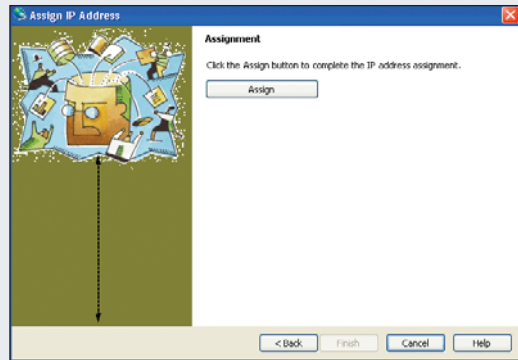 Assign IP Address
Assignment
Click the Assign button to complete the IP address assignment.
Assign
< Back
Finish
Cancel
Help